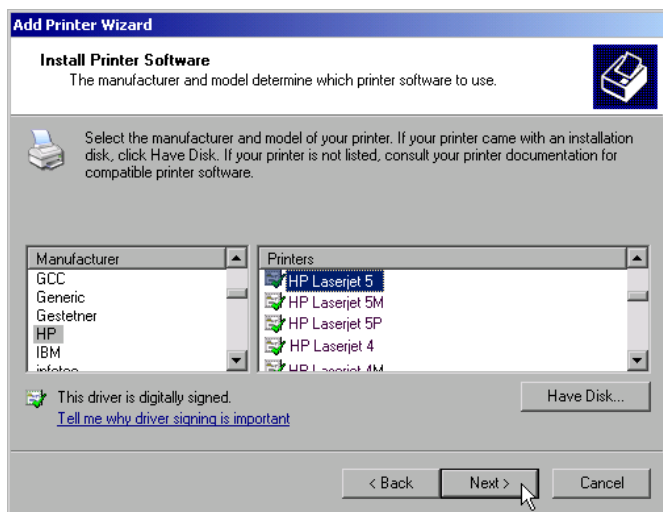 Add Printer Wizard
Install Printer Software
The manufacturer and model determine which printer software to use.
Select the manufacturer and model of your printer. If your printer came with an installation
disk, click Have Disk. If your printer is not listed, consult your printer documentation for
compatible printer software.
Manufacturer
GCC
Generic
Gestetner
HP
IBM
infotec
Printers
HP Laserjet 5
HP Laserjet 5M
HP Laserjet 5P
HP Laserjet 4
HP Laserjet 4M
This driver is digitally signed.
Tell me why driver signing is important
Have Disk...
< Back
Next >
Cancel